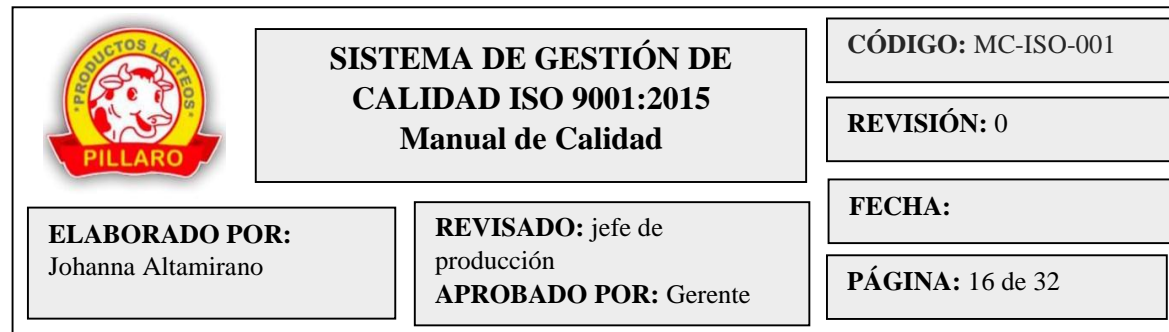 PRODUCTOS LÁCTEOS
PILLARO
SISTEMA DE GESTIÓN DE
CALIDAD ISO 9001:2015
Manual de Calidad
CÓDIGO: MC-ISO-001
REVISIÓN: 0
FECHA:
PÁGINA: 16 de 32
ELABORADO POR:
Johanna Altamirano
REVISADO: jefe de
producción
APROBADO POR: Gerente